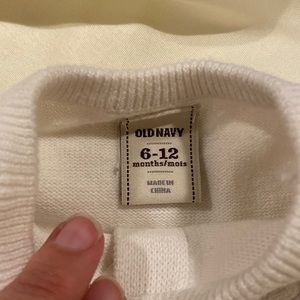 OLD NAVY
6-12
months/mois
MADE IN
CHINA